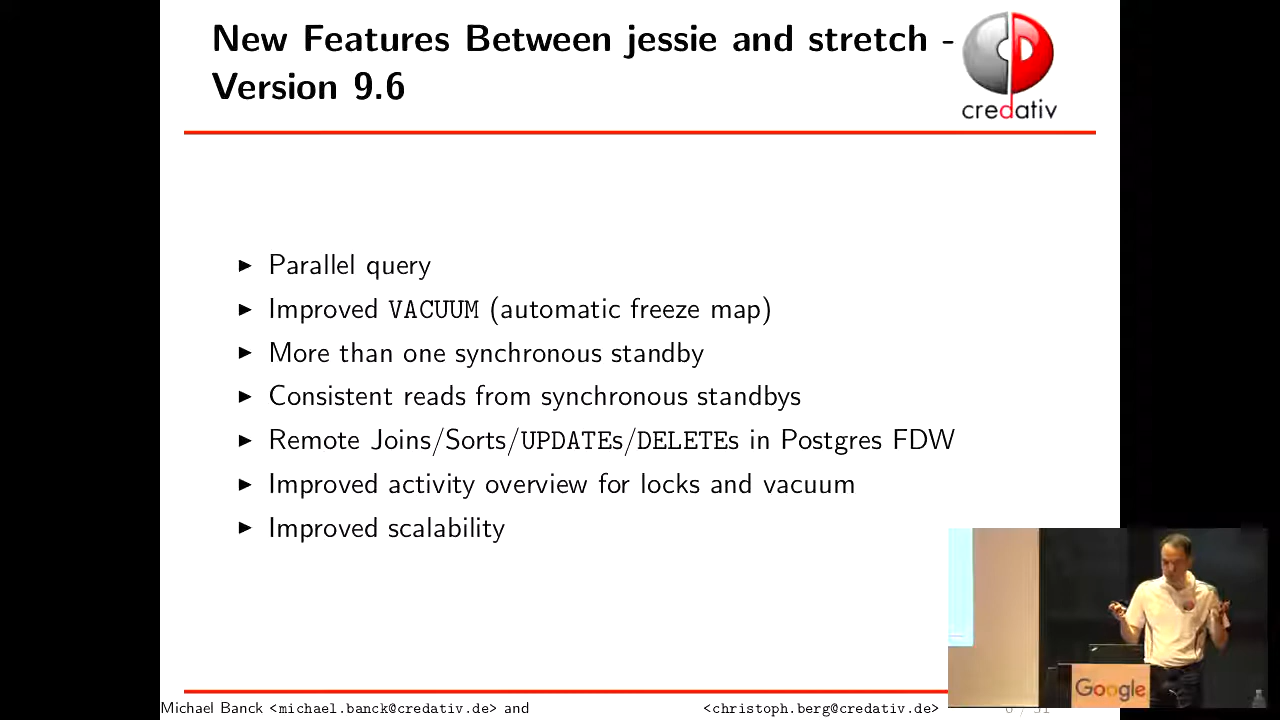 New Features Between jessie and stretch -
Version 9.6
credativ
▶ Parallel query
▶ Improved VACUUM (automatic freeze map)
▶ More than one synchronous standby
▶ Consistent reads from synchronous standbys
▶ Remote Joins/Sorts/UPDATEs/DELETEs in Postgres FDW
▶ Improved activity overview for locks and vacuum
▶ Improved scalability
Google
Michael Banck <michael.banck@credativ.de> and <christoph.berg@credativ.de>